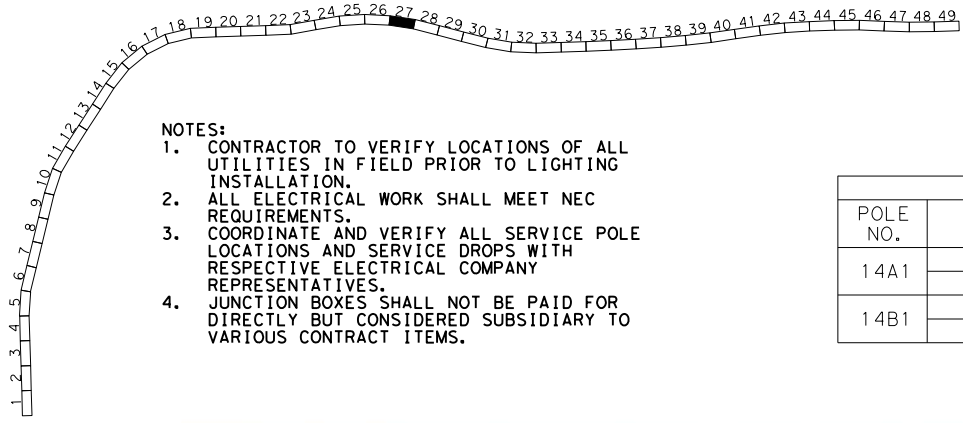 1 2 3 4 5 6 7 8 9 10 11 12 13 14 15 16 17 18 19 20 21 22 23 24 25 26 27 28 29 30 31 32 33 34 35 36 37 38 39 40 41 42 43 44 45 46 47 48 49
NOTES:
1. CONTRACTOR TO VERIFY LOCATIONS OF ALL
UTILITIES IN FIELD PRIOR TO LIGHTING
INSTALLATION.
2. ALL ELECTRICAL WORK SHALL MEET NEC
REQUIREMENTS.
3. COORDINATE AND VERIFY ALL SERVICE POLE
LOCATIONS AND SERVICE DROPS WITH
RESPECTIVE ELECTRICAL COMPANY
REPRESENTATIVES.
4. JUNCTION BOXES SHALL NOT BE PAID FOR
DIRECTLY BUT CONSIDERED SUBSIDIARY TO
VARIOUS CONTRACT ITEMS.
POLE
NO.
14A1
14B1